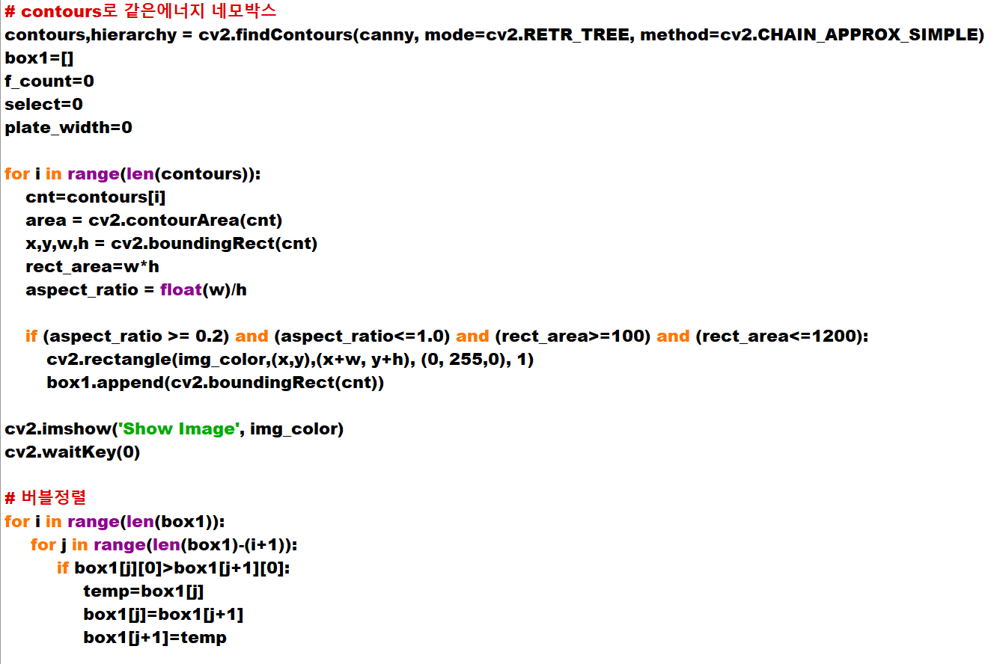 # contours로 같은에너지 네모박스
contours,hierarchy = cv2.findContours(canny, mode=cv2.RETR_TREE, method=cv2.CHAIN_APPROX_SIMPLE)
box1=[]
f_count=0
select=0
plate_width=0

for i in range(len(contours)):
    cnt=contours[i]
    area = cv2.contourArea(cnt)
    x,y,w,h = cv2.boundingRect(cnt)
    rect_area=w*h
    aspect_ratio = float(w)/h

    if (aspect_ratio >= 0.2) and (aspect_ratio<=1.0) and (rect_area>=100) and (rect_area<=1200):
        cv2.rectangle(img_color,(x,y),(x+w, y+h), (0, 255,0), 1)
        box1.append(cv2.boundingRect(cnt))

cv2.imshow('Show Image', img_color)
cv2.waitKey(0)

# 버블정렬
for i in range(len(box1)):
     for j in range(len(box1)-(i+1)):
          if box1[j][0]>box1[j+1][0]:
               temp=box1[j]
               box1[j]=box1[j+1]
               box1[j+1]=temp